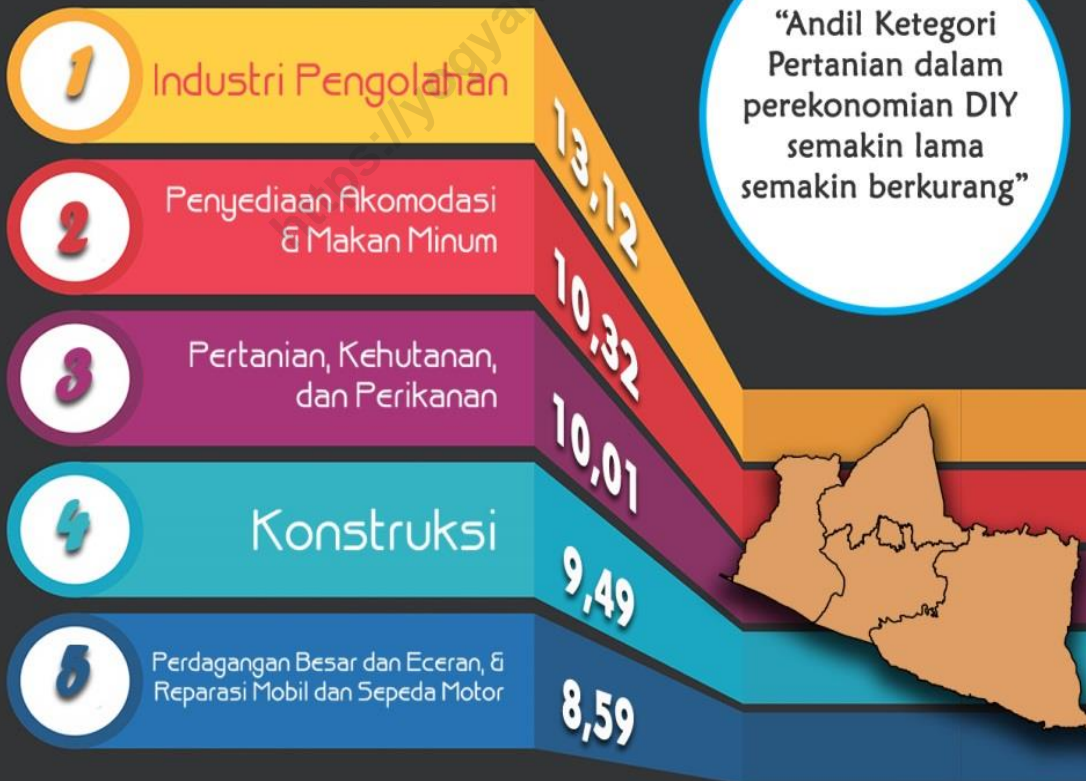 1
Industri Pengolahan
13,12
2
Penyediaan Akomodasi
& Makan Minum
10,32
3
Pertanian, Kehutanan,
dan Perikanan
10,01
4
Konstruksi
9,49
5
Perdagangan Besar dan Eceran, &
Reparasi Mobil dan Sepeda Motor
8,59
“Andil Ketegori
Pertanian dalam
perekonomian DIY
semakin lama
semakin berkurang”